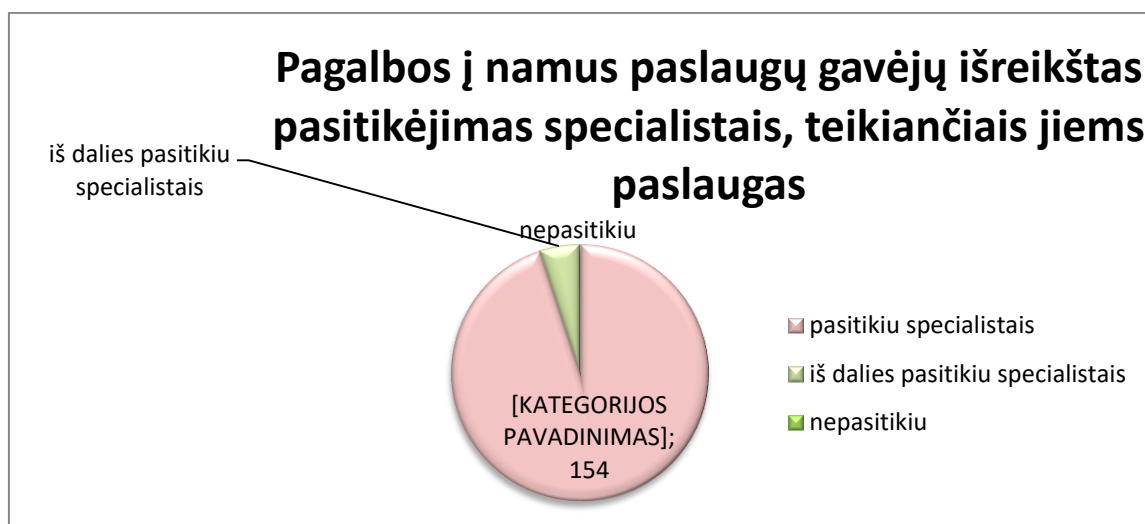 Pagalbos į namus paslaugų gavėjų išreikštas
pasitikėjimas specialistais, teikiančiais jiems
paslaugas
iš dalies pasitikiu
specialistais
nepasitikiu
[KATEGORIJOS
PAVADINIMAS];
154
pasitikiu specialistais
iš dalies pasitikiu specialistais
nepasitikiu